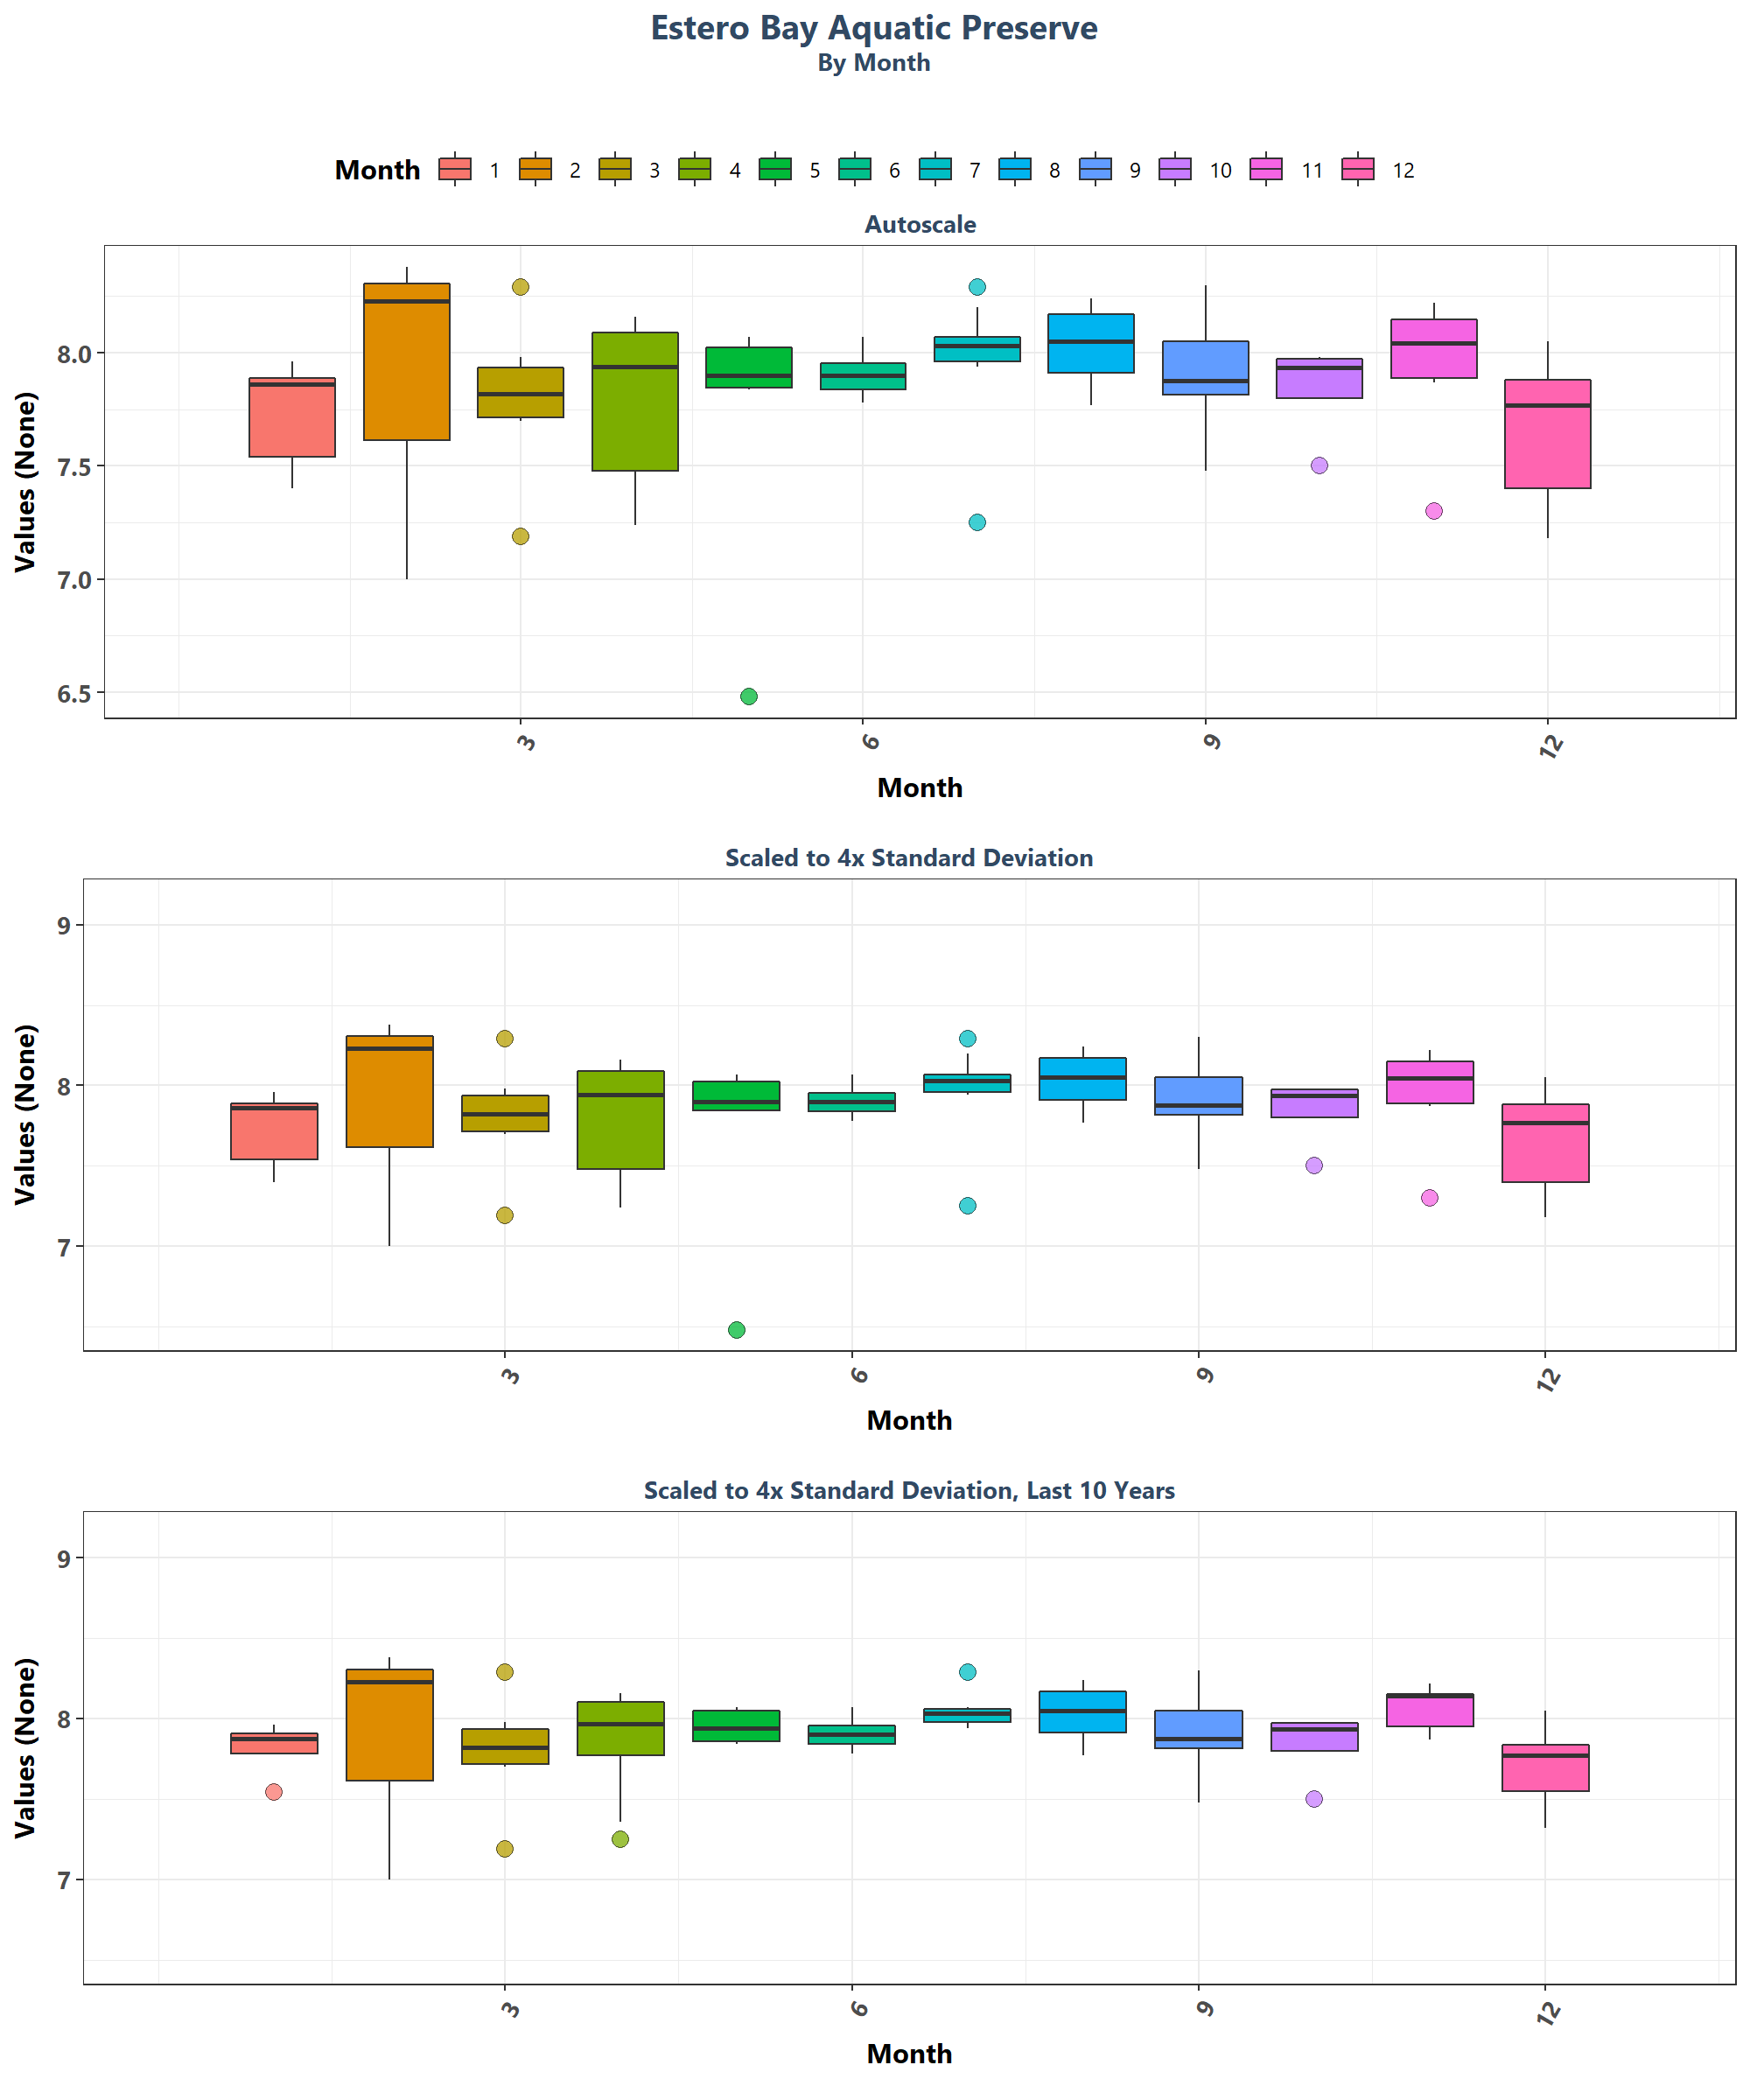 Estero Bay Aquatic Preserve
By Month
Month 1 2 3 4 5 6 7 8 9 10 11 12
Autoscale
Values (None)
8.0
7.5
7.0
6.5
3 6 9 12
Month
Scaled to 4x Standard Deviation
Values (None)
9
8
7
3 6 9 12
Month
Scaled to 4x Standard Deviation, Last 10 Years
Values (None)
9
8
7
3 6 9 12
Month